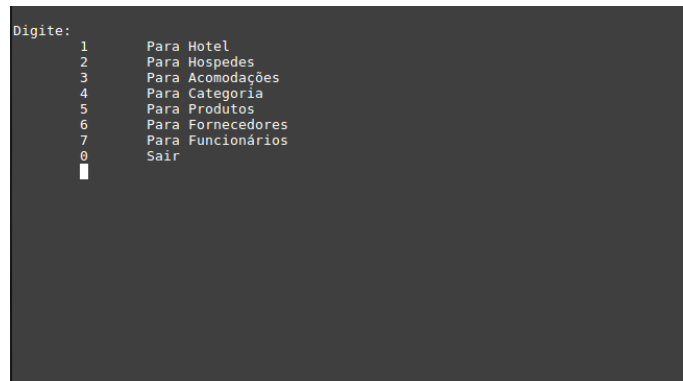 Digite:
1 Para Hotel
2 Para Hospedes
3 Para Acomodações
4 Para Categoria
5 Para Produtos
6 Para Fornecedores
7 Para Funcionários
0 Sair